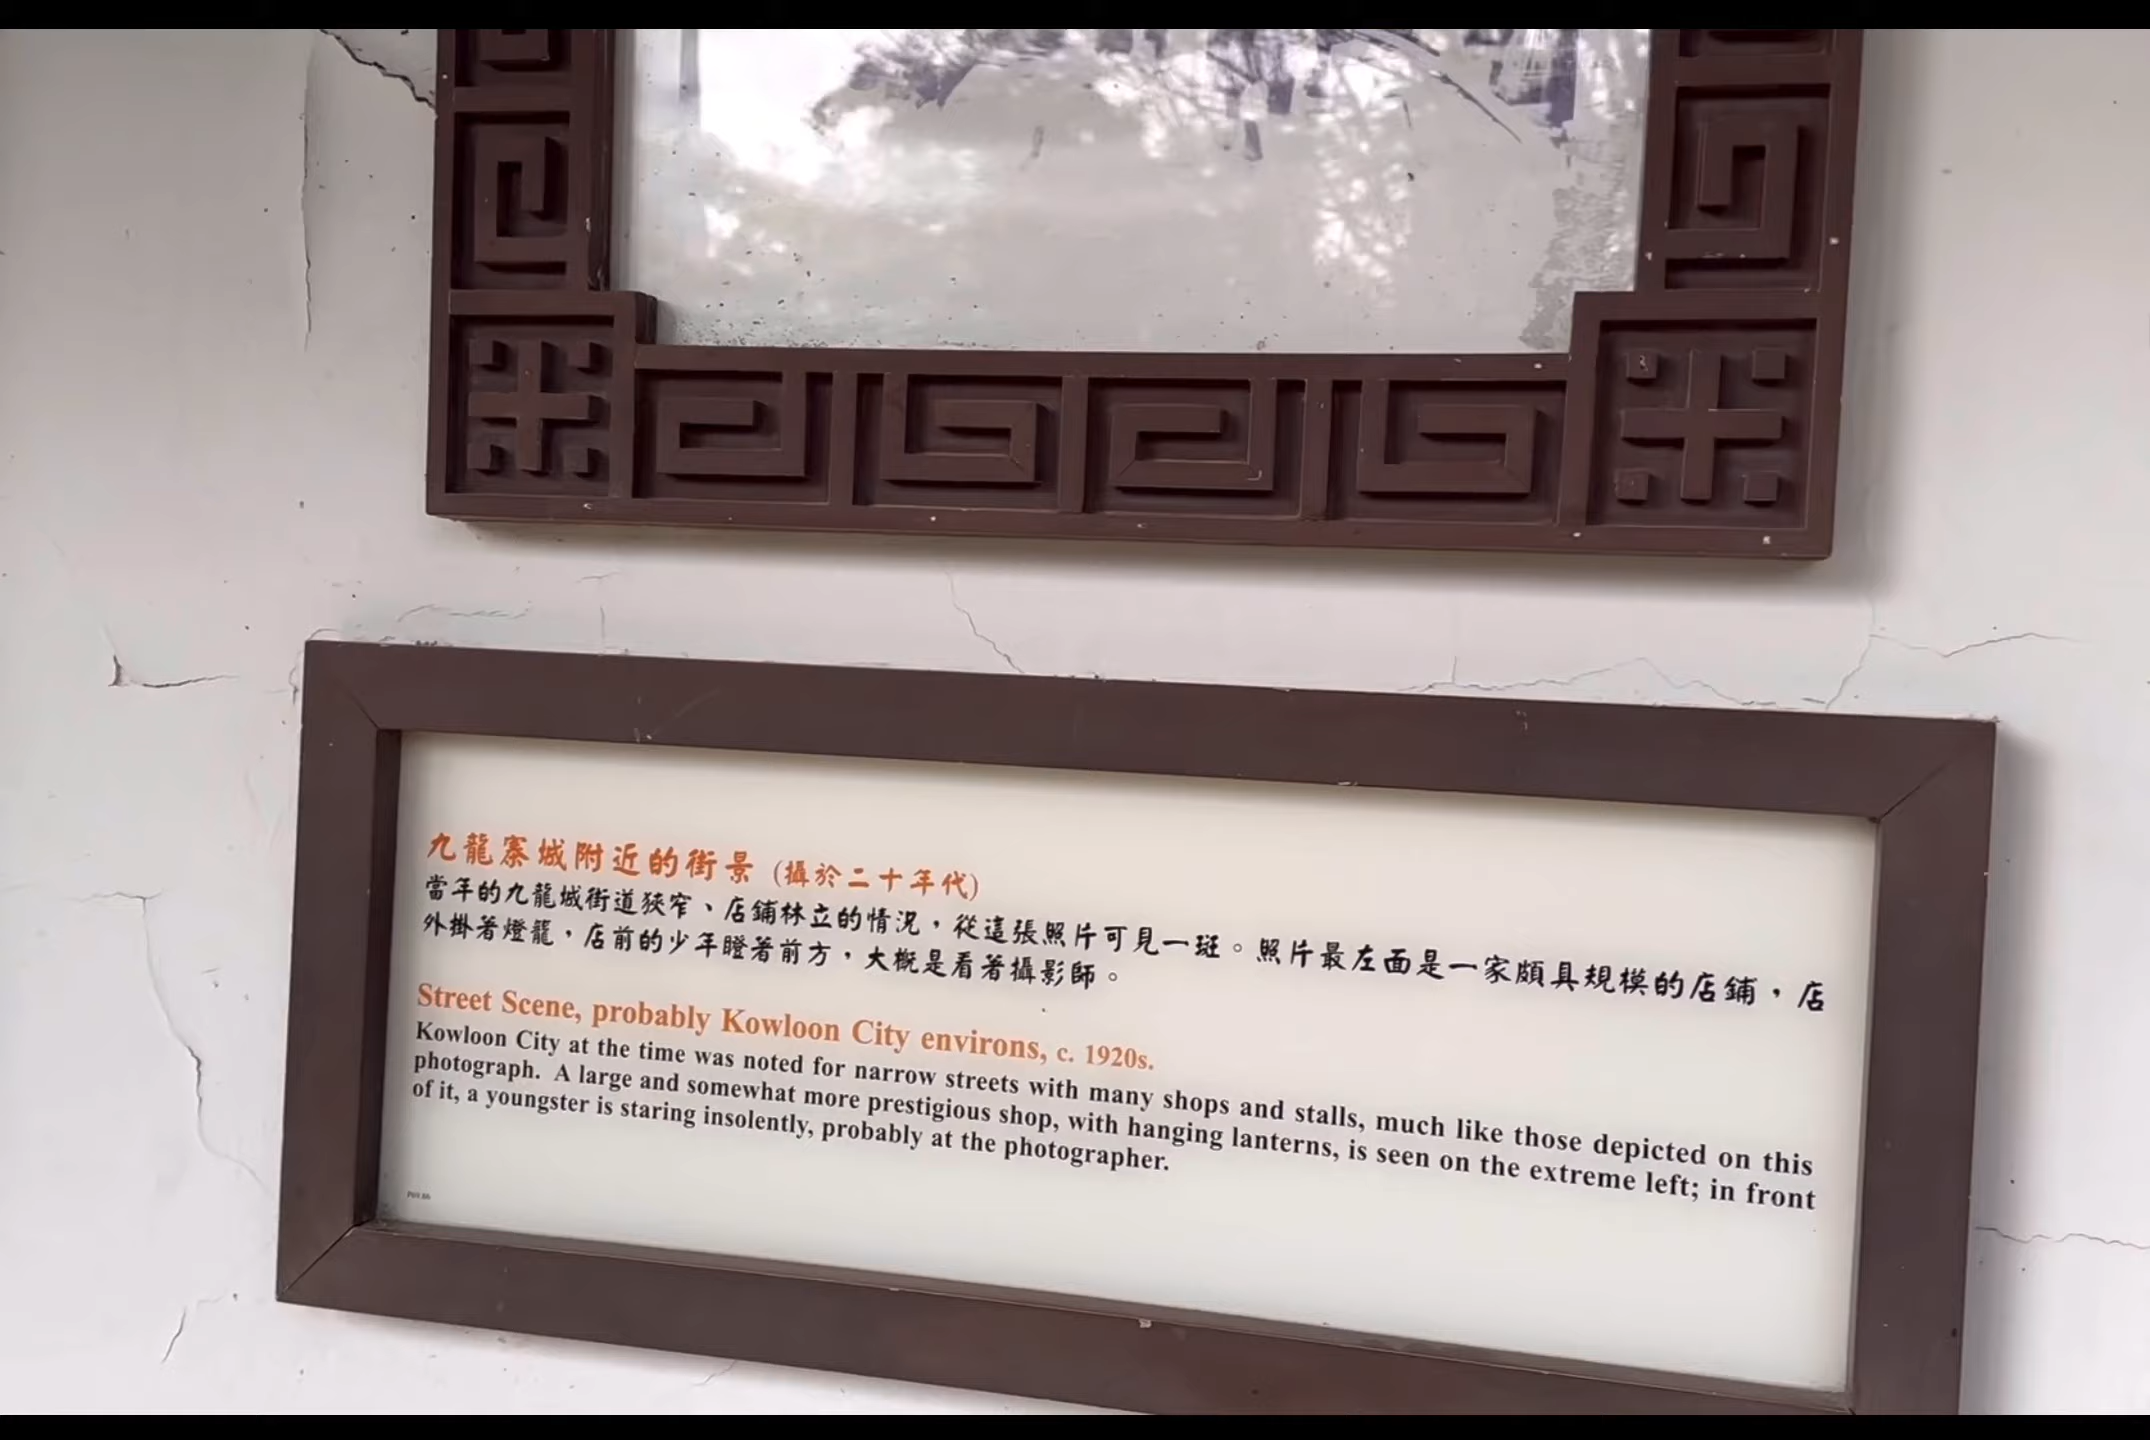 九龍寨城附近的街景 (攝於二十年代)
當年的九龍城街道狹窄、店鋪林立的情況，從這張照片可見一斑。照片最左面是一家頗具規模的店鋪，店
外掛著燈籠，店前的少年瞪著前方，大概是看著攝影師。
Street Scene, probably Kowloon City environs, c. 1920s.
Kowloon City at the time was noted for narrow streets with many shops and stalls, much like those depicted on this
photograph. A large and somewhat more prestigious shop, with hanging lanterns, is seen on the extreme left; in front
of it, a youngster is staring insolently, probably at the photographer.